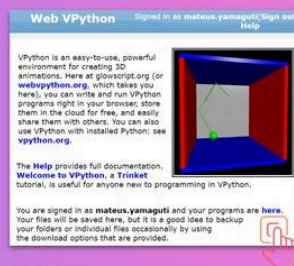 Web VPython
Signed in as mateus.yamaguti(Sign out
Help
VPython is an easy-to-use, powerful
environment for creating 3D
animations. Here at glowscript.org (or
webvpython.org, which takes you
here), you can write and run VPython
programs right in your browser, store
them in the cloud for free, and easily
share them with others. You can also
use VPython with installed Python: see
vpython.org.
The Help provides full documentation.
Welcome to VPython, a Trinket
tutorial, is useful for anyone new to programming in VPython.
You are signed in as mateus.yamaguti and your programs are here.
Your files will be saved here, but it is a good idea to backup
your folders or individual files occasionally by using
the download options that are provided.